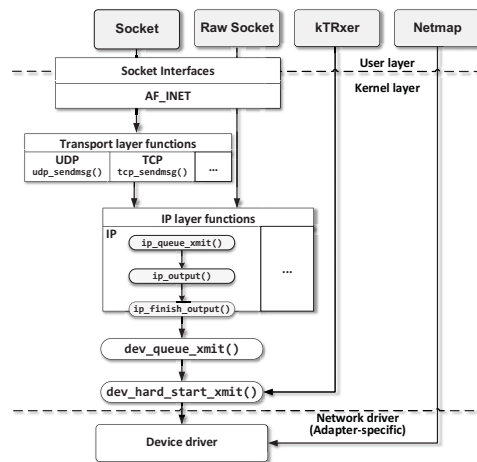 Socket
Raw Socket
kTRxer
Netmap
Socket Interfaces
User layer
Kernel layer
AF_INET
Transport layer functions
UDP
udp_sendmsg()
TCP
tcp_sendmsg()
...
IP layer functions
IP
ip_queue_xmit()
ip_output()
...
ip_finish_output()
dev_queue_xmit()
dev_hard_start_xmit()
Network driver
(Adapter-specific)
Device driver